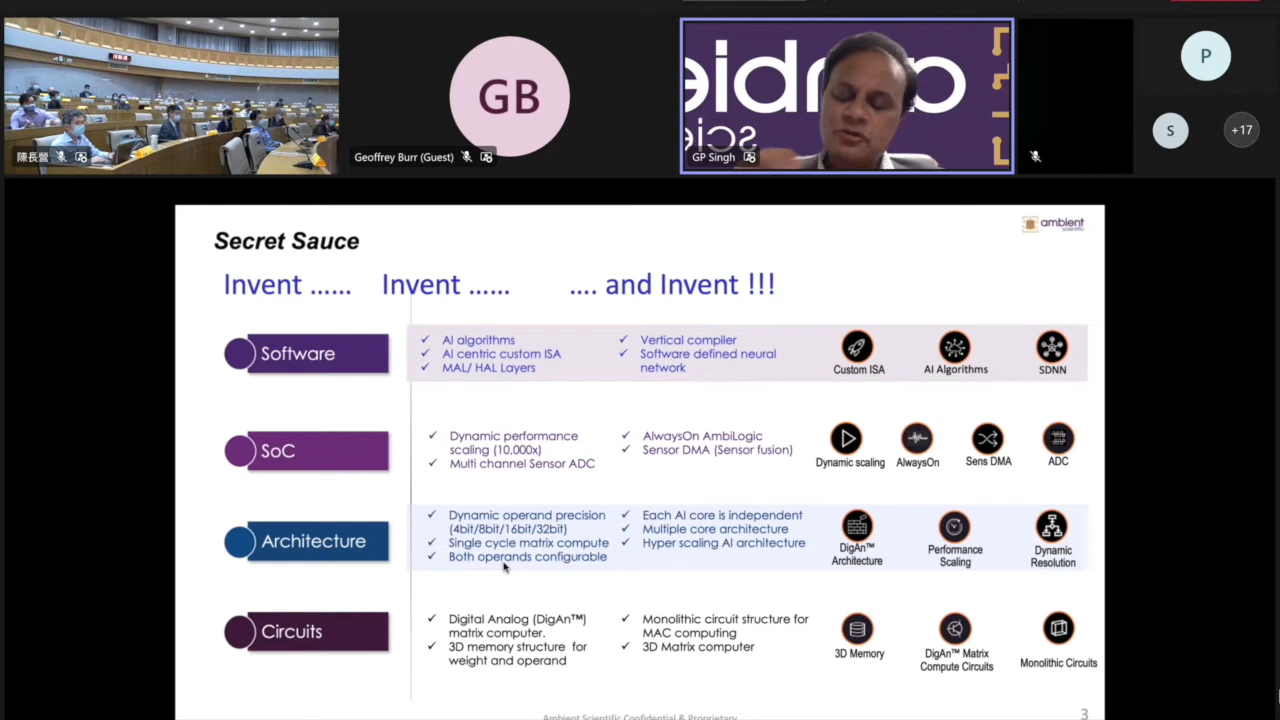 GB
P
S
+17
陳長營
Geoffrey Burr (Guest)
GP Singh
ambient
scientific
Secret Sauce
Invent ...... Invent ...... .... and Invent !!!
Software
✓ AI algorithms
✓ AI centric custom ISA
✓ MAL/ HAL Layers
✓ Vertical compiler
✓ Software defined neural
network
Custom ISA
AI Algorithms
SDNN
SoC
✓ Dynamic performance
scaling (10,000x)
✓ Multi channel Sensor ADC
✓ AlwaysOn AmbiLogic
✓ Sensor DMA (Sensor fusion)
Dynamic scaling
AlwaysOn
Sens DMA
ADC
Architecture
✓ Dynamic operand precision
(4bit/8bit/16bit/32bit)
✓ Single cycle matrix compute
✓ Both operands configurable
✓ Each AI core is independent
✓ Multiple core architecture
✓ Hyper scaling AI architecture
DigAn™
Architecture
Performance
Scaling
Dynamic
Resolution
Circuits
✓ Digital Analog (DigAn™)
matrix computer.
✓ 3D memory structure for
weight and operand
✓ Monolithic circuit structure for
MAC computing
✓ 3D Matrix computer
3D Memory
DigAn™ Matrix
Compute Circuits
Monolithic Circuits
Ambient Scientific Confidential & Proprietary
3